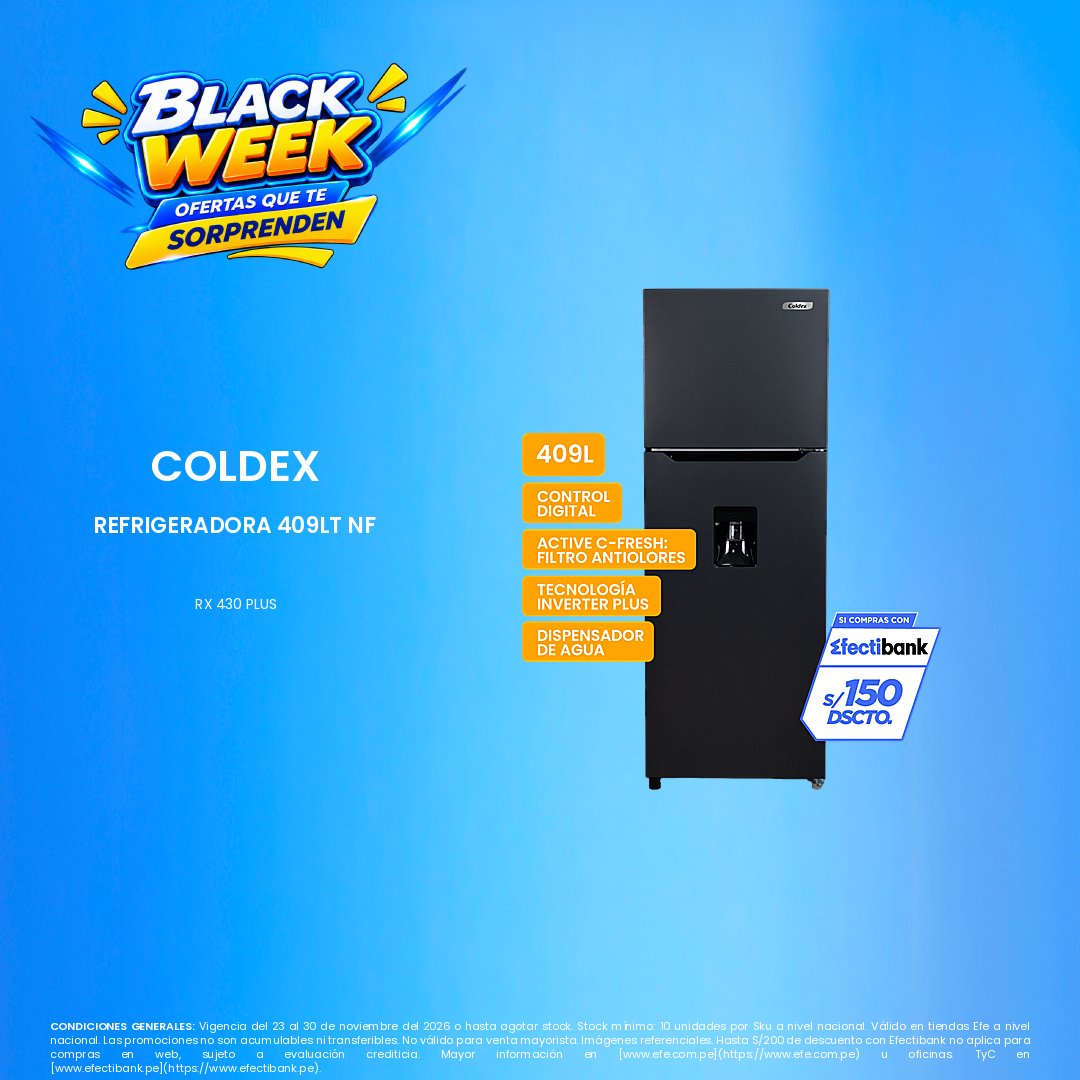 BLACK
WEEK
OFERTAS QUE TE
SORPRENDEN
Coldex
COLDEX
REFRIGERADORA 409LT NF
RX 430 PLUS
409L
CONTROL
DIGITAL
ACTIVE C-FRESH:
FILTRO ANTIOLORES
TECNOLOGÍA
INVERTER PLUS
DISPENSADOR
DE AGUA
SI COMPRAS CON
Efectibank
S/150
DSCTO.
CONDICIONES GENERALES: Vigencia del 23 al 30 de noviembre del 2026 o hasta agotar stock. Stock mínimo: 10 unidades por Sku a nivel nacional. Válido en tiendas Efe a nivel
nacional. Las promociones no son acumulables ni transferibles. No válido para venta mayorista. Imágenes referenciales. Hasta S/200 de descuento con Efectibank no aplica para
compras en web, sujeto a evaluación crediticia. Mayor información en [www.efe.com.pe](https://www.efe.com.pe) u oficinas. TyC en
[www.efectibank.pe](https://www.efectibank.pe).